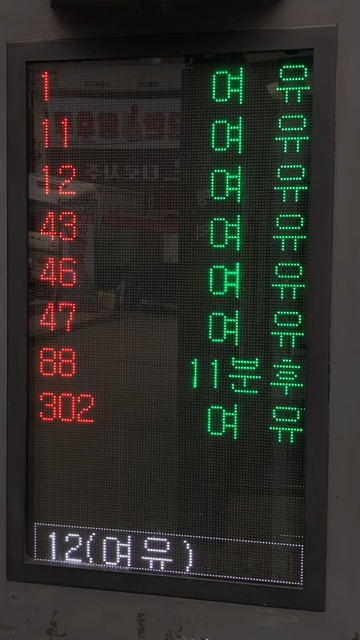 1 여 유
11 여 유
12 여 유
43 여 유
46 여 유
47 여 유
88 11분 후
302 여 유
12(여유)